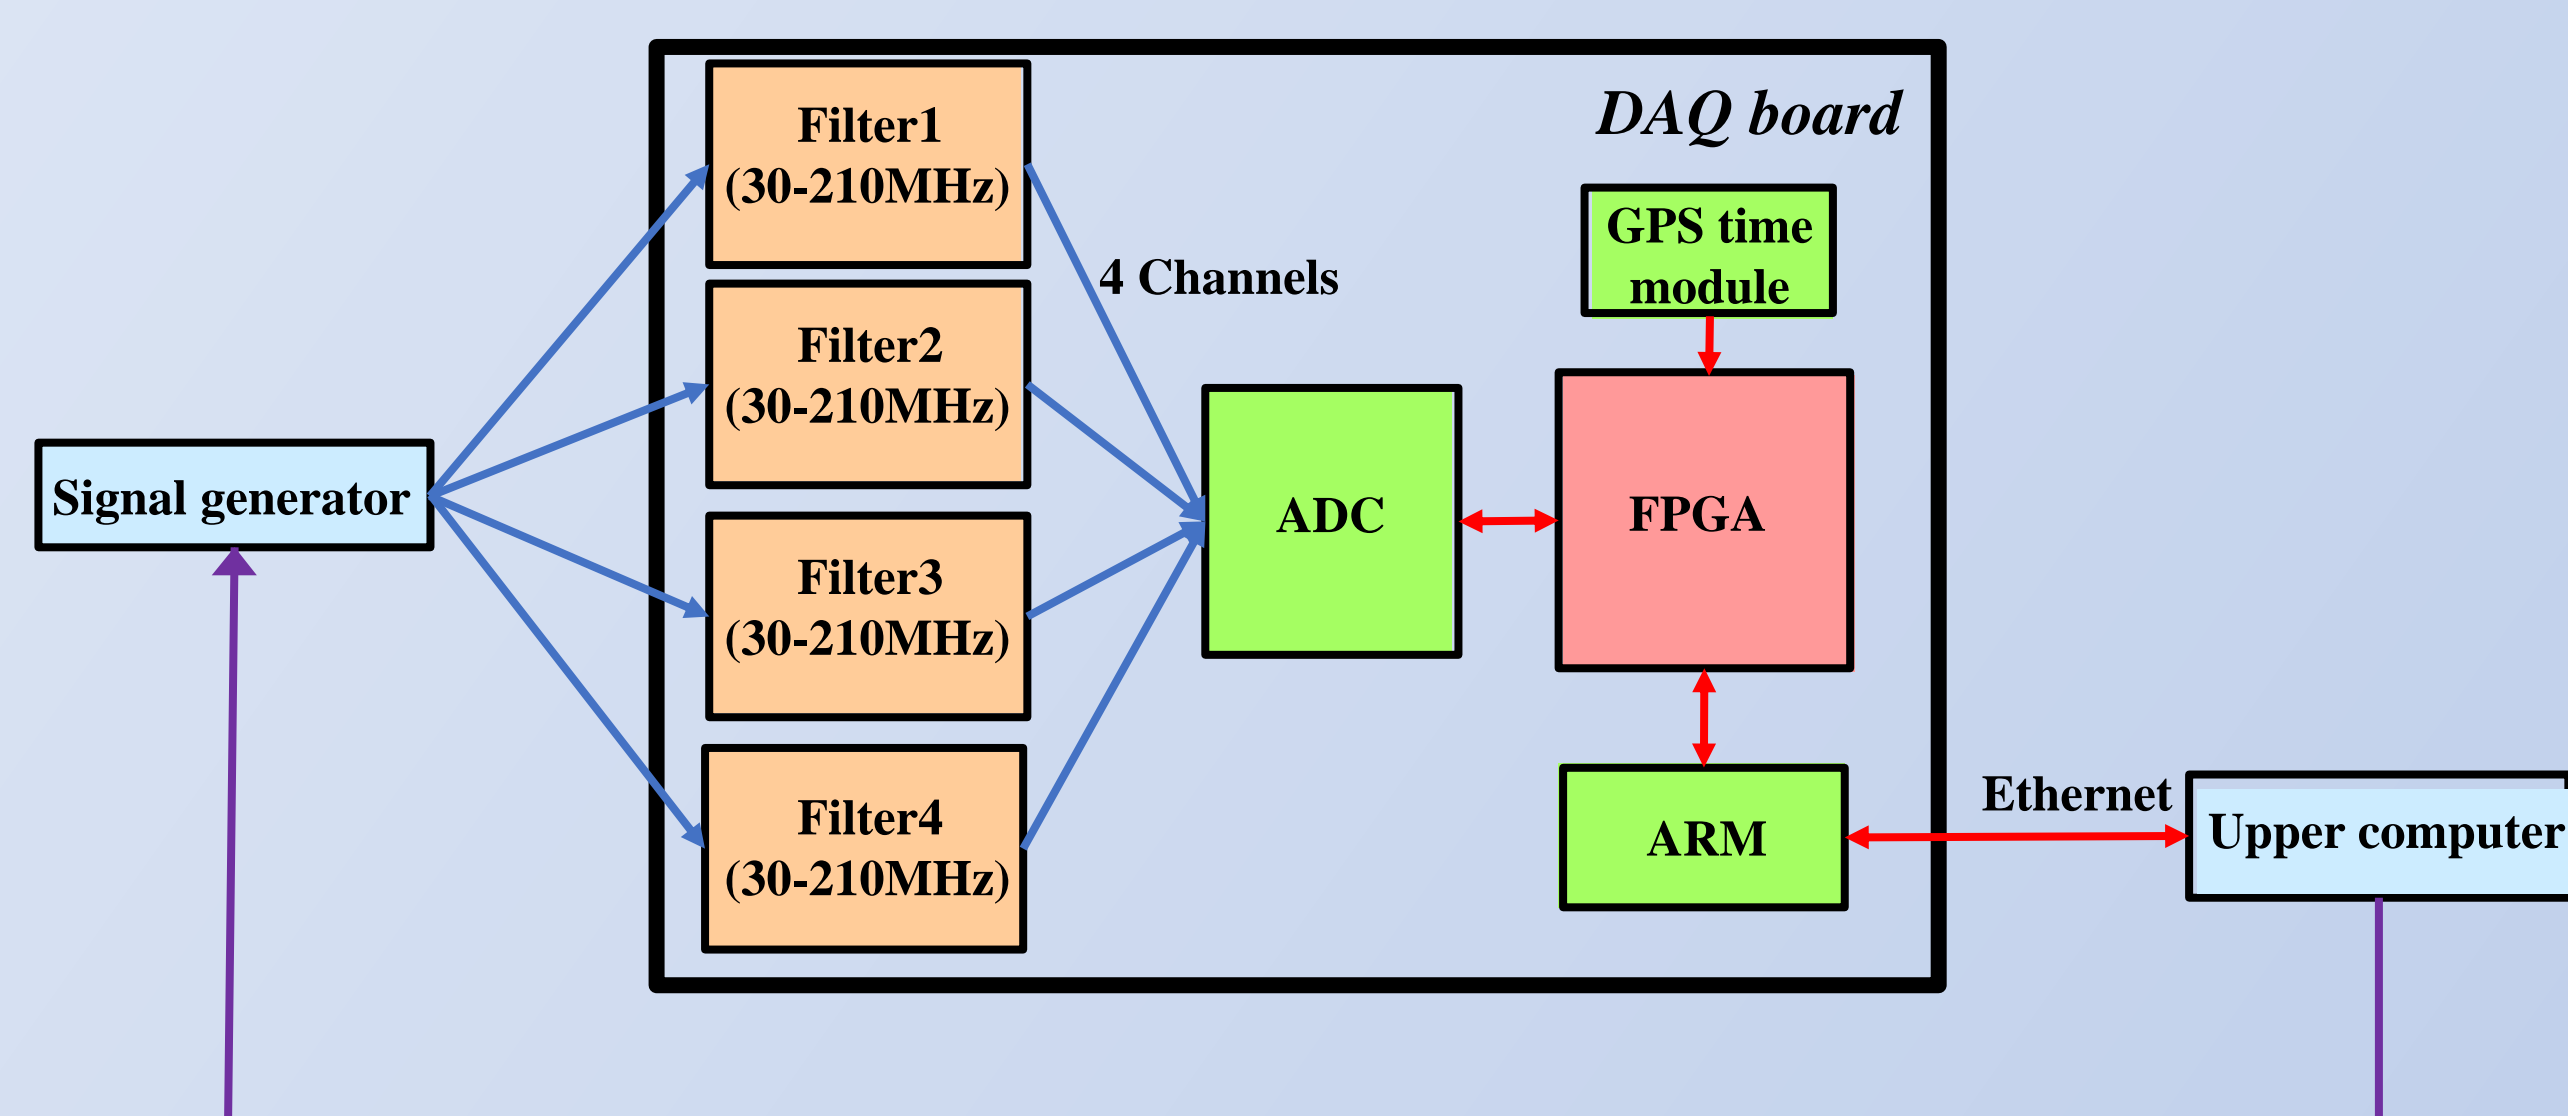 DAQ board
Filter1
(30-210MHz)
4 Channels
GPS time
module
Filter2
(30-210MHz)
Signal generator
ADC
FPGA
Filter3
(30-210MHz)
Filter4
(30-210MHz)
ARM
Ethernet
Upper computer